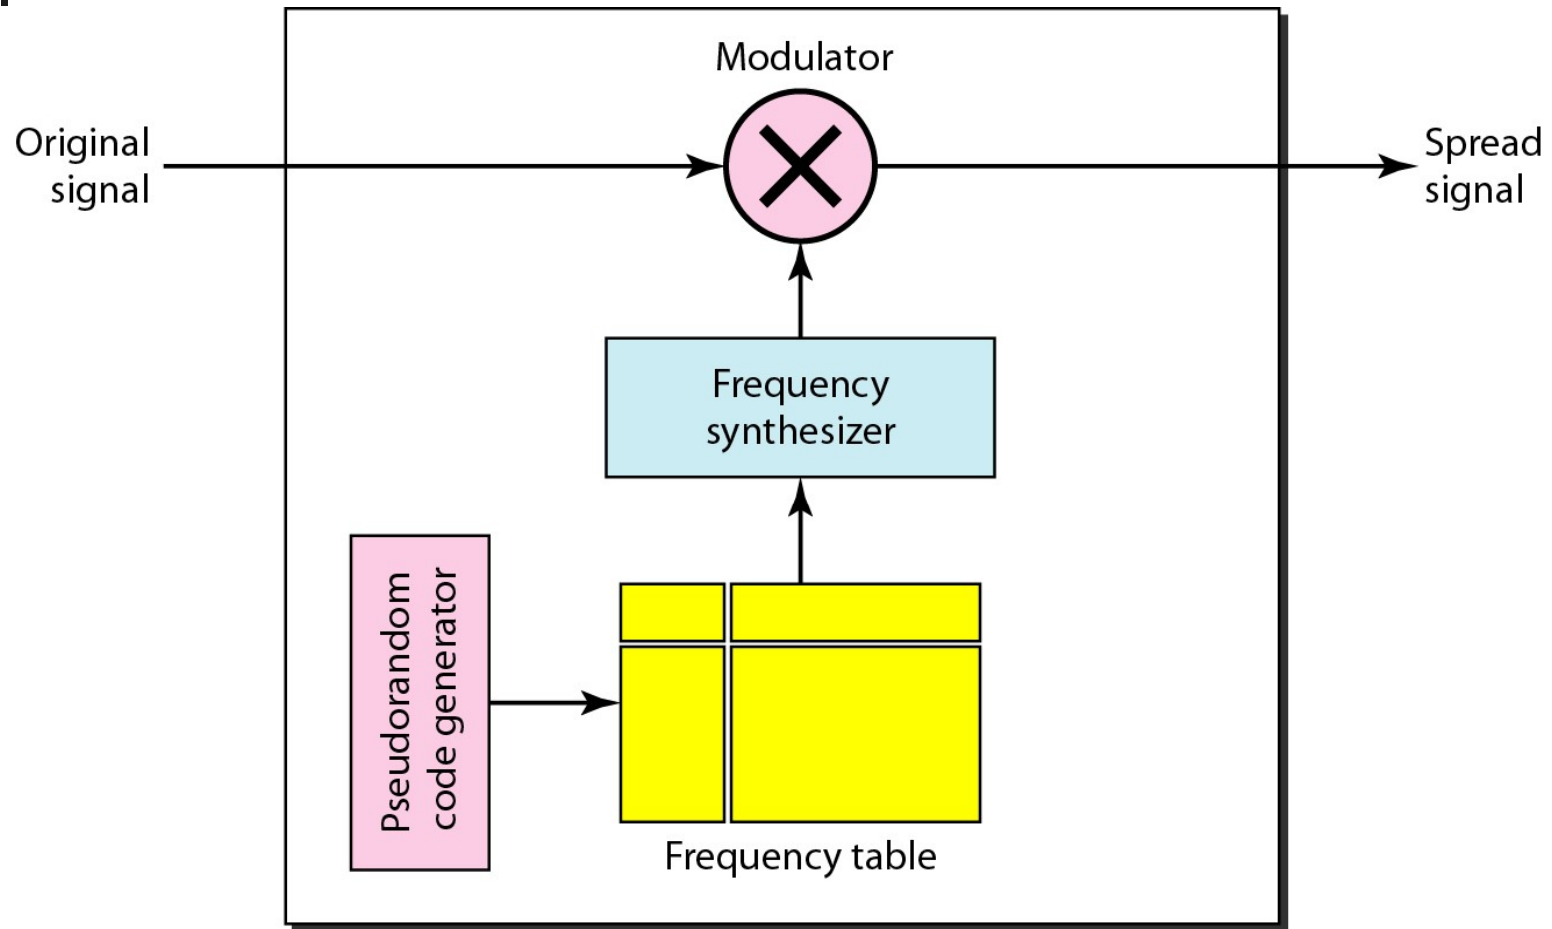 Modulator
Original
signal
Spread
signal
Frequency
synthesizer
Pseudorandom
code generator
Frequency table